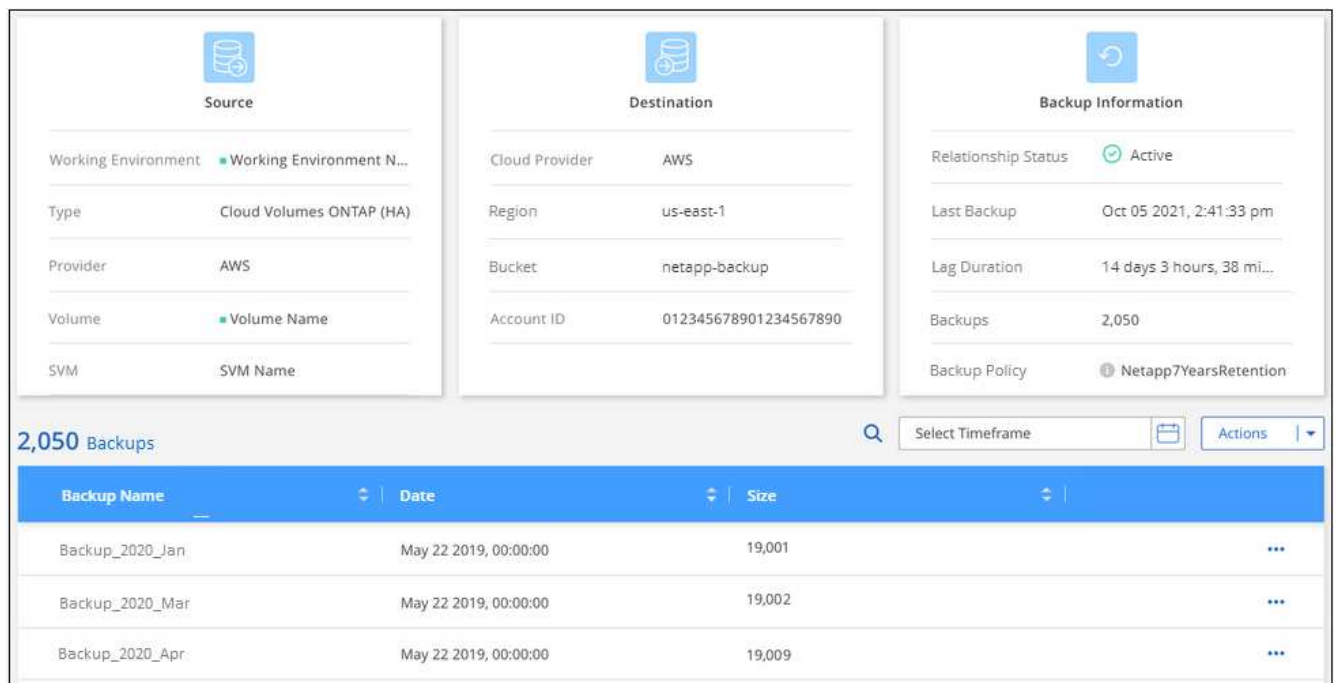 Source
Working Environment Working Environment N...
Type Cloud Volumes ONTAP (HA)
Provider AWS
Volume Volume Name
SVM SVM Name
Destination
Cloud Provider AWS
Region us-east-1
Bucket netapp-backup
Account ID 012345678901234567890
Backup Information
Relationship Status Active
Last Backup Oct 05 2021, 2:41:33 pm
Lag Duration 14 days 3 hours, 38 mi...
Backups 2,050
Backup Policy Netapp7YearsRetention
2,050 Backups
Select Timeframe
Actions
Backup Name Date Size
Backup_2020_Jan May 22 2019, 00:00:00 19,001
Backup_2020_Mar May 22 2019, 00:00:00 19,002
Backup_2020_Apr May 22 2019, 00:00:00 19,009